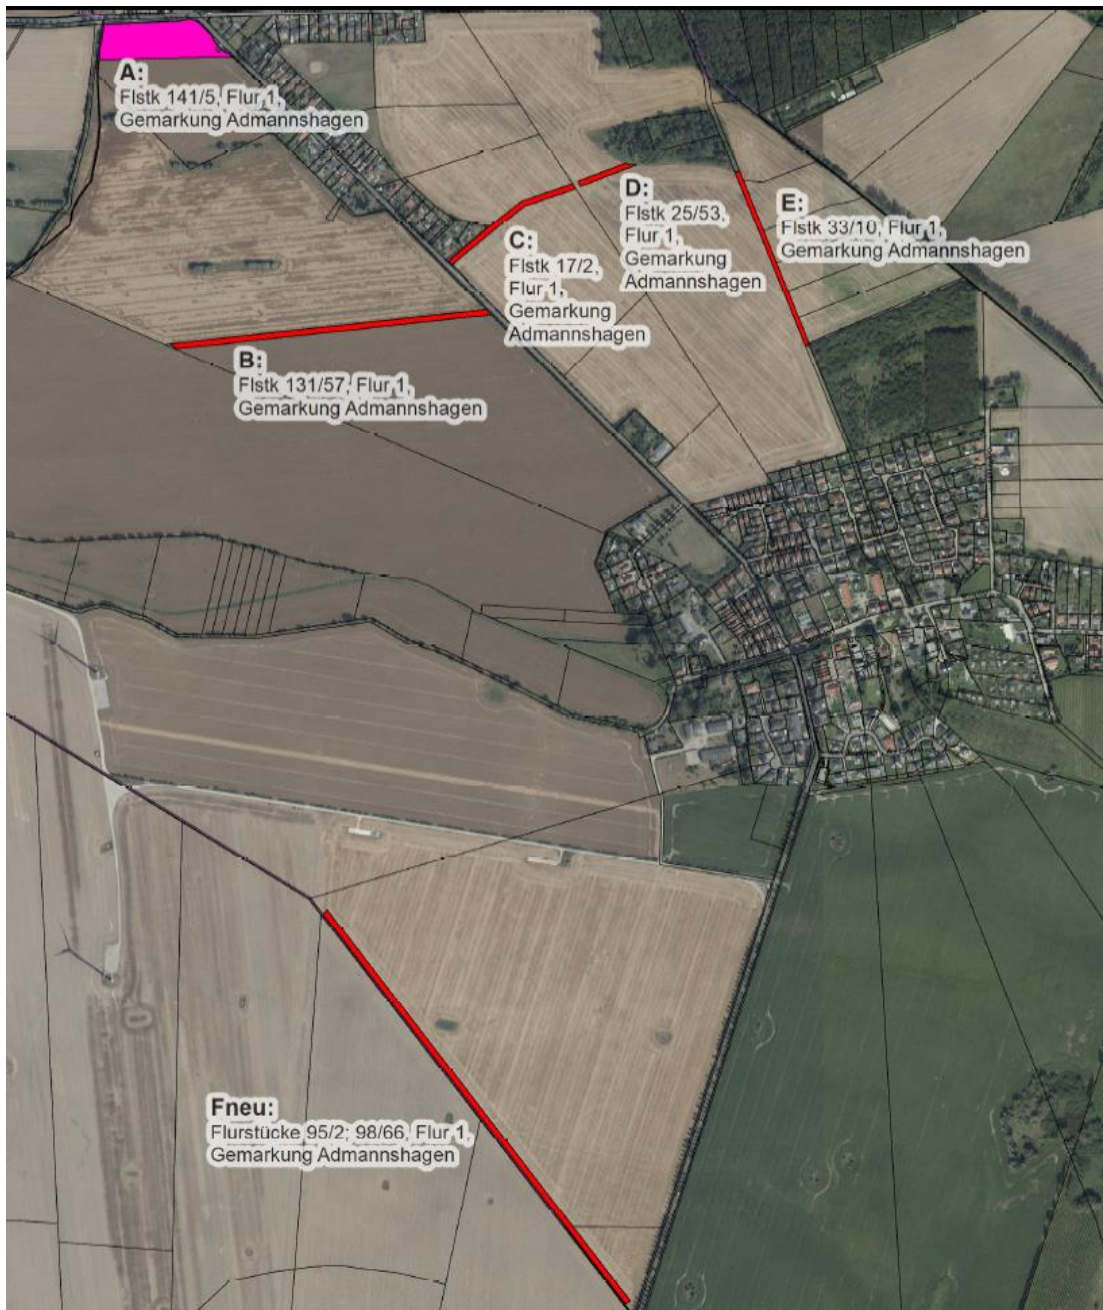 A:
Flstk 141/5, Flur 1,
Gemarkung Admannshagen
D:
Flstk 25/53,
Flur 1,
Gemarkung
Admannshagen
E:
Flstk 33/10, Flur 1,
Gemarkung Admannshagen
C:
Flstk 17/2,
Flur 1,
Gemarkung
Admannshagen
B:
Flstk 131/57, Flur 1,
Gemarkung Admannshagen
Fneu:
Flurstücke 95/2; 98/66, Flur 1,
Gemarkung Admannshagen